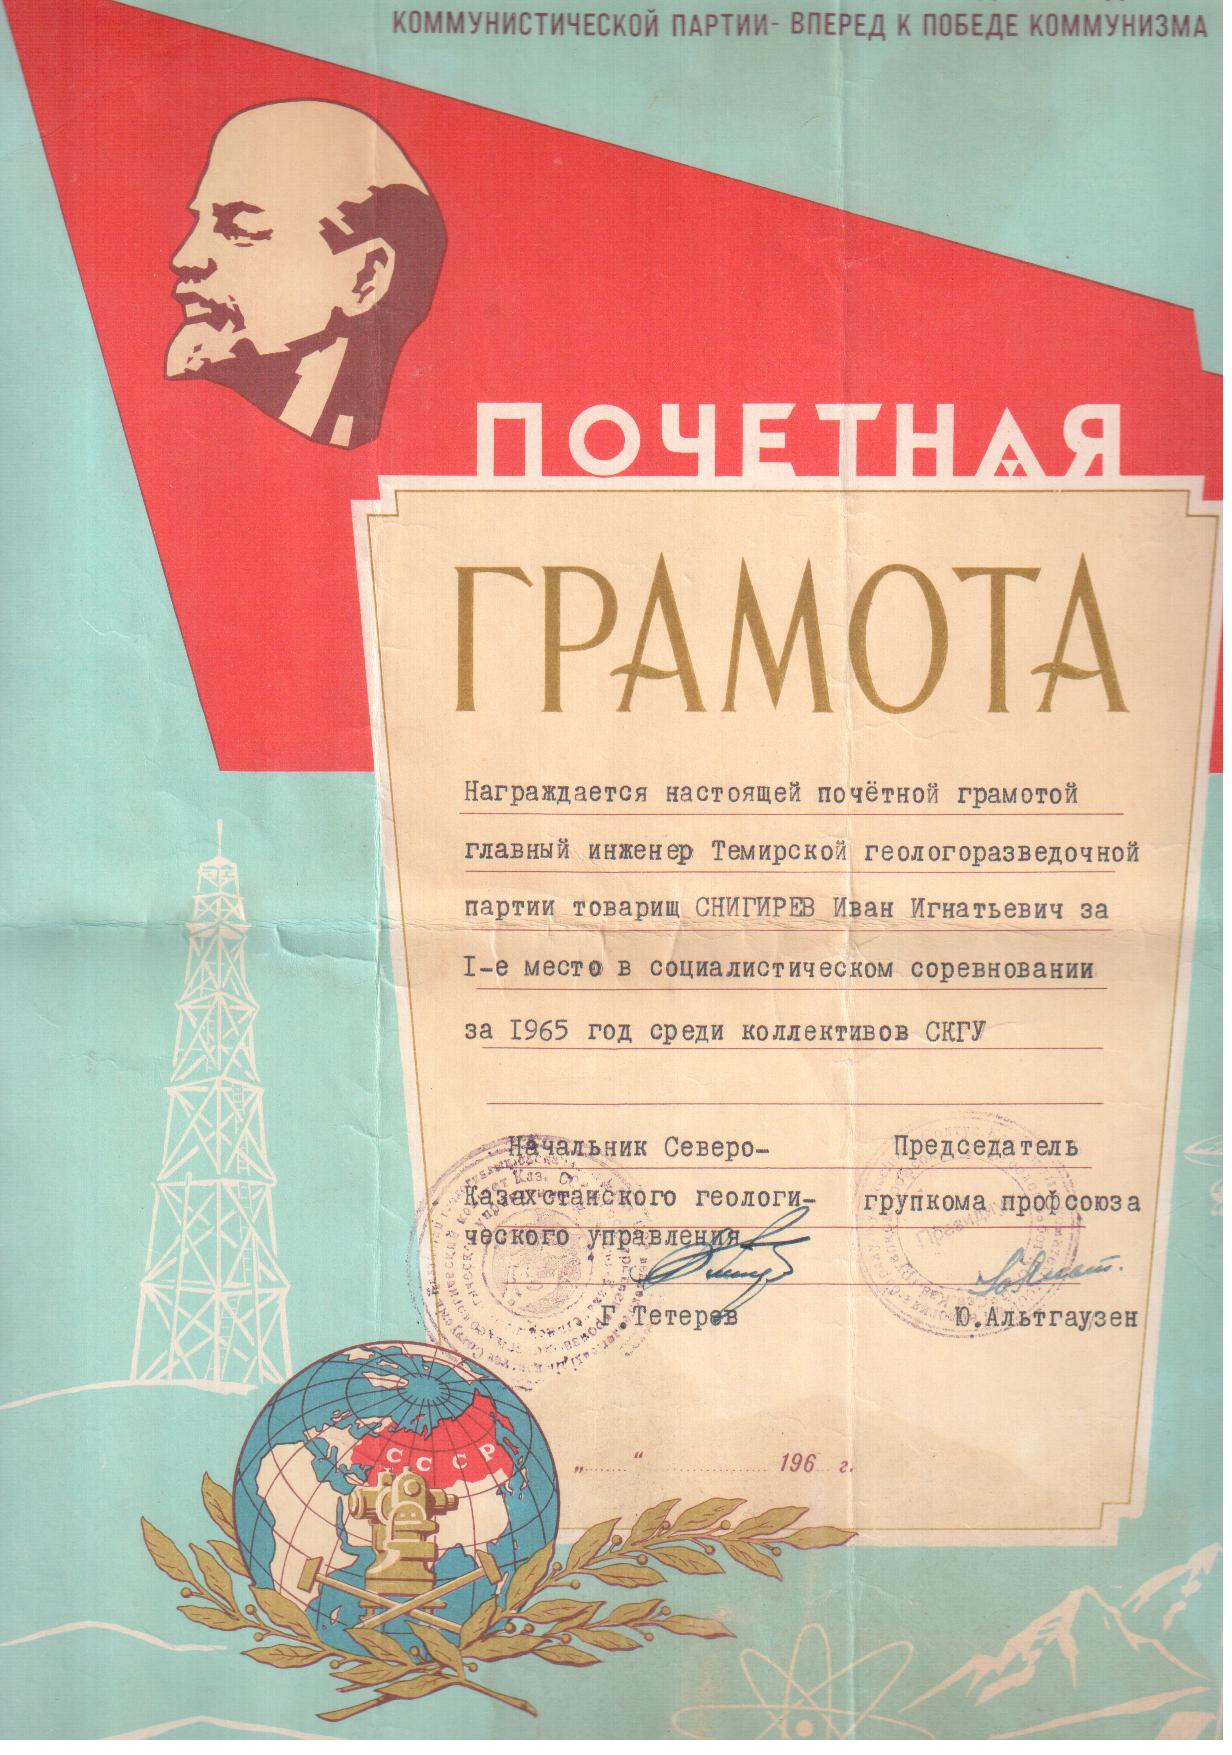 КОММУНИСТИЧЕСКОЙ ПАРТИИ - ВПЕРЕД К ПОБЕДЕ КОММУНИЗМА
ПОЧЕТНАЯ
ГРАМОТА
Награждается настоящей почётной грамотой
главный инженер Темирской геологоразведочной
партии товарищ СНИГИРЕВ Иван Игнатьевич за
I-е место в социалистическом соревновании
за 1965 год среди коллективов СКГУ
Начальник Северо-
Казахстанского геологи-
ческого управления
Г.Тетерев
Председатель
групкома профсоюза
Ю.Альтгаузен
СССР
„........“ .................... 196... г.